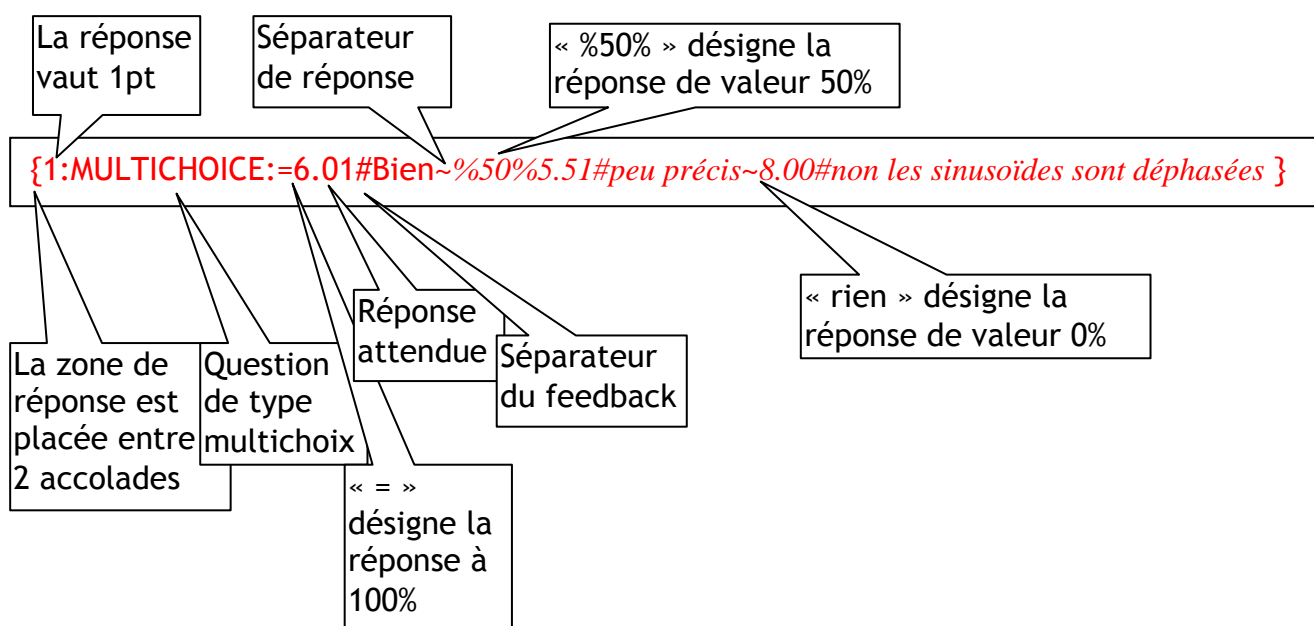 La réponse
vaut 1pt
Séparateur
de réponse
« %50% » désigne la
réponse de valeur 50%
{1:MULTICHOICE:=6.01#Bien~%50%5.51#peu précis~8.00#non les sinusoïdes sont déphasées }
La zone de
réponse est
placée entre
2 accolades
Question
de type
multichoix
« = »
désigne la
réponse à
100%
Réponse
attendue
Séparateur
du feedback
« rien » désigne la
réponse de valeur 0%